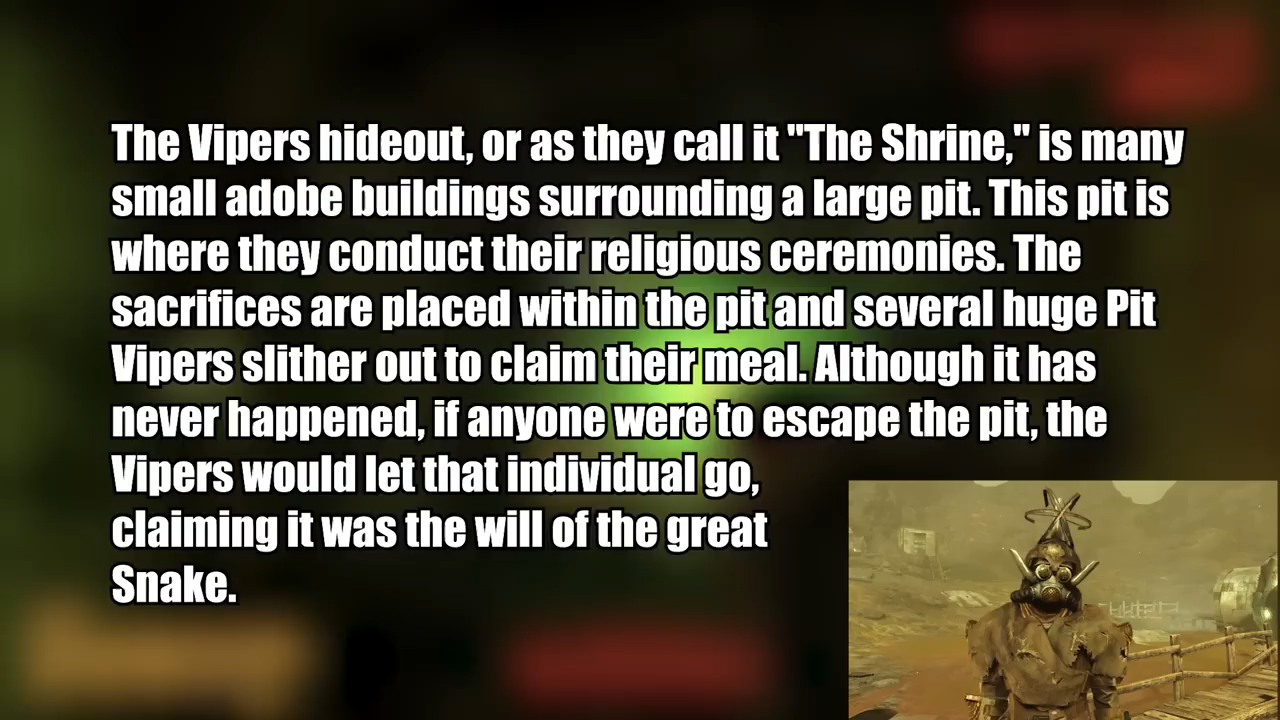 The Vipers hideout, or as they call it "The Shrine," is many
small adobe buildings surrounding a large pit. This pit is
where they conduct their religious ceremonies. The
sacrifices are placed within the pit and several huge Pit
Vipers slither out to claim their meal. Although it has
never happened, if anyone were to escape the pit, the
Vipers would let that individual go,
claiming it was the will of the great
Snake.